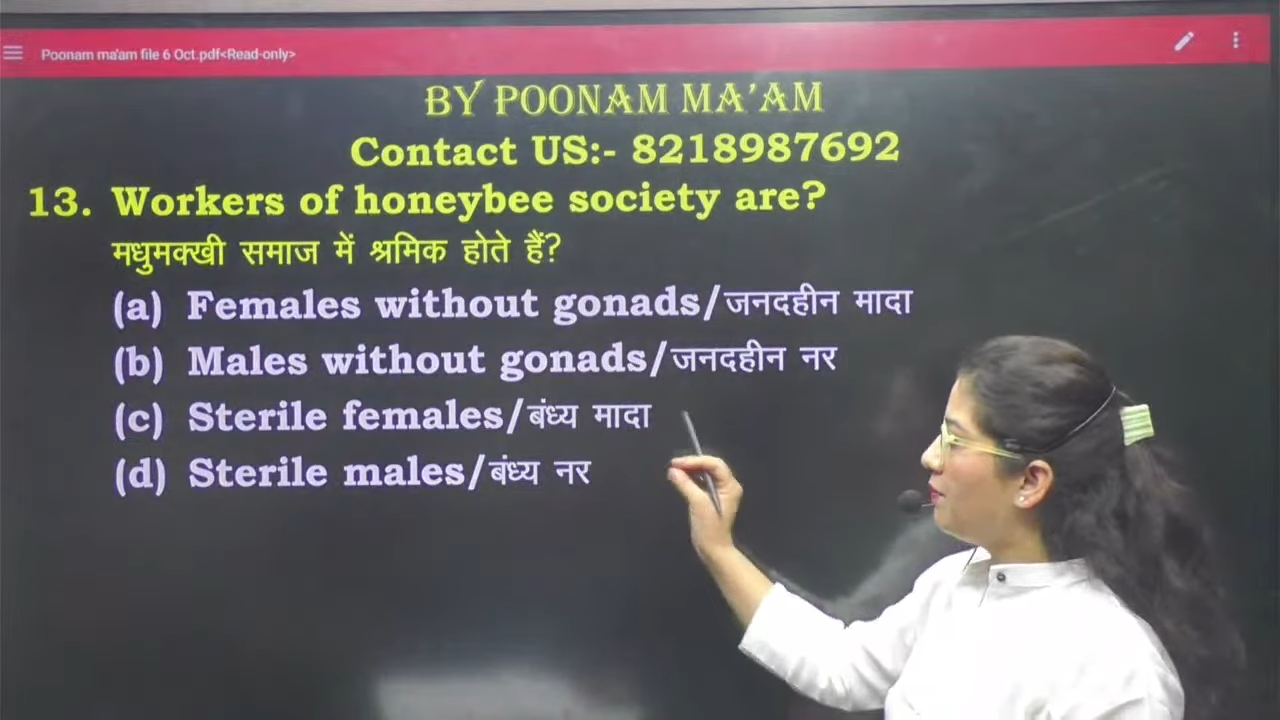 Poonam ma'am file 6 Oct.pdf<Read-only>
BY POONAM MA'AM
Contact US:- 8218987692
13. Workers of honeybee society are?
मधुमक्खी समाज में श्रमिक होते हैं?
(a) Females without gonads/जनदहीन मादा
(b) Males without gonads/जनदहीन नर
(c) Sterile females/बंध्य मादा
(d) Sterile males/बंध्य नर